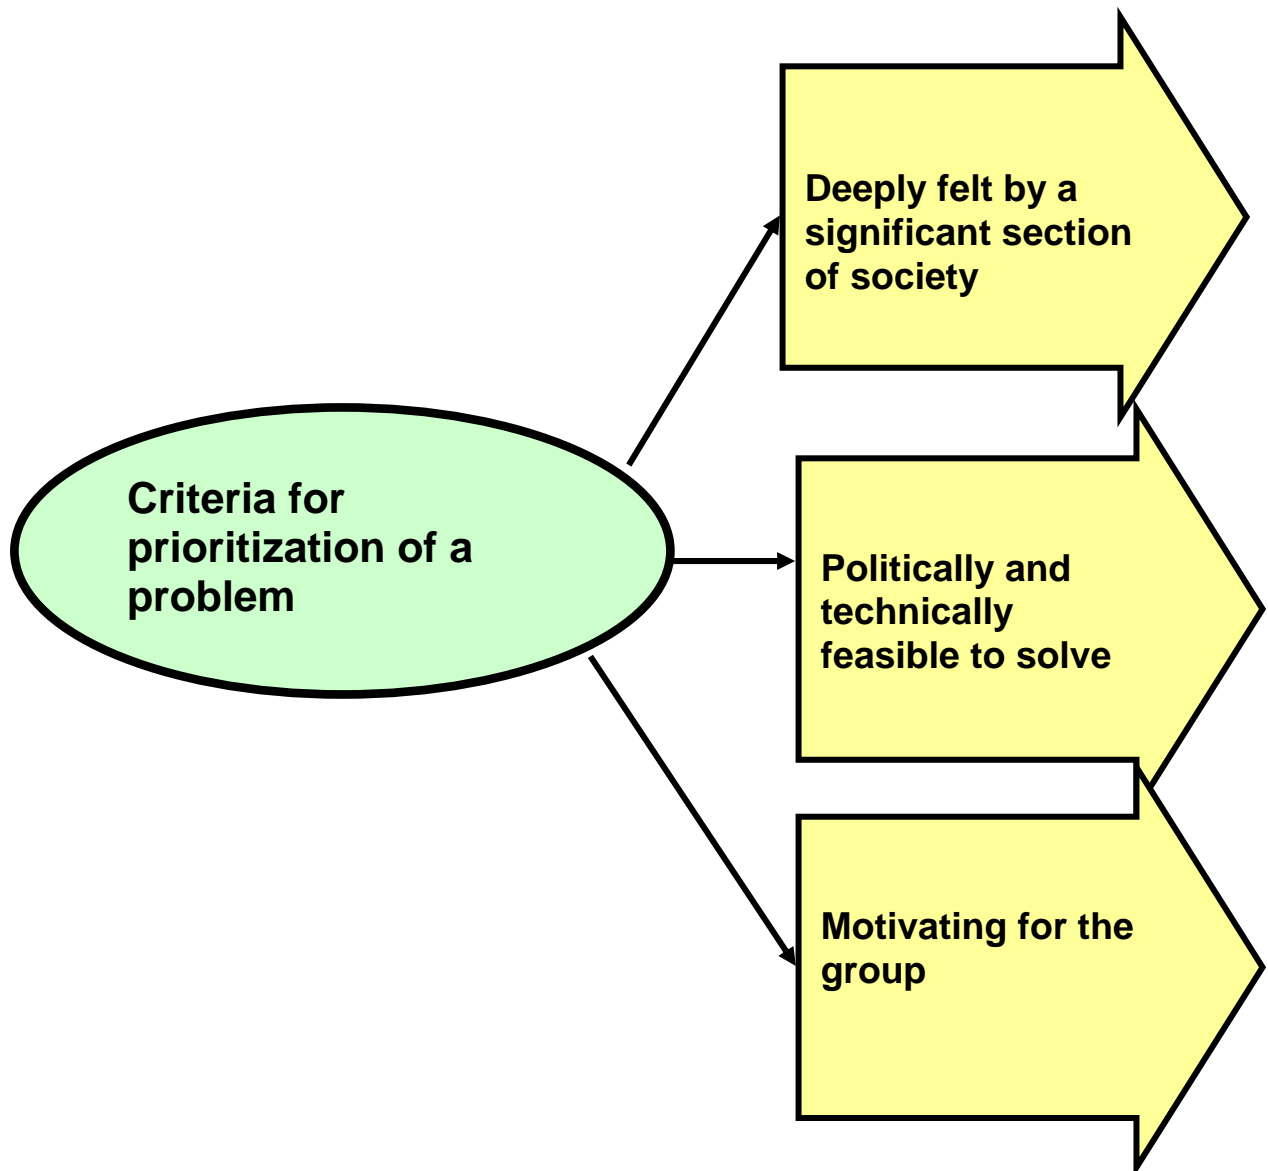 Deeply felt by a
significant section
of society
Criteria for
prioritization of a
problem
Politically and
technically
feasible to solve
Motivating for the
group